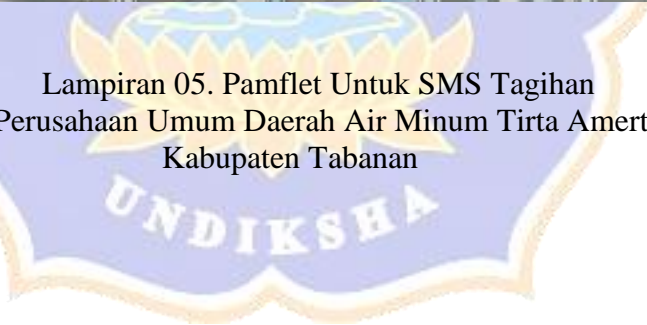 Lampiran 05. Pamflet Untuk SMS Tagihan
Perusahaan Umum Daerah Air Minum Tirta Amert
Kabupaten Tabanan
UNDIKSHA